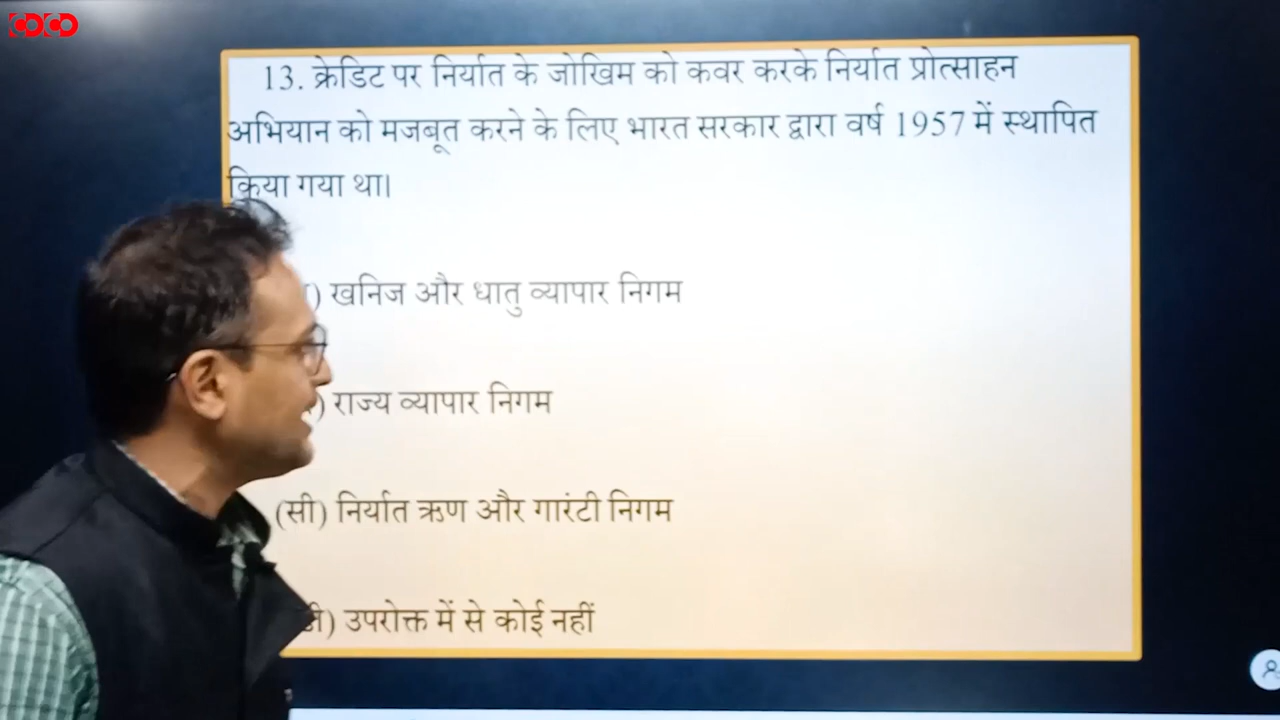 COCO
13. क्रेडिट पर निर्यात के जोखिम को कवर करके निर्यात प्रोत्साहन
अभियान को मजबूत करने के लिए भारत सरकार द्वारा वर्ष 1957 में स्थापित
किया गया था।
) खनिज और धातु व्यापार निगम
) राज्य व्यापार निगम
(सी) निर्यात ऋण और गारंटी निगम
) उपरोक्त में से कोई नहीं